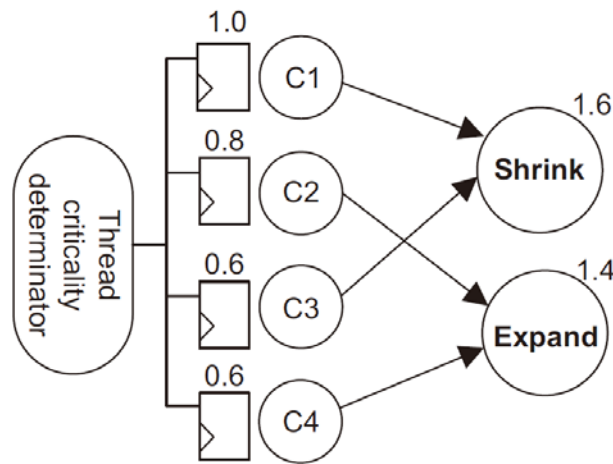 1.0
C1
1.6
Shrink
0.8
C2
Thread
criticality
determinator
0.6
C3
1.4
Expand
0.6
C4